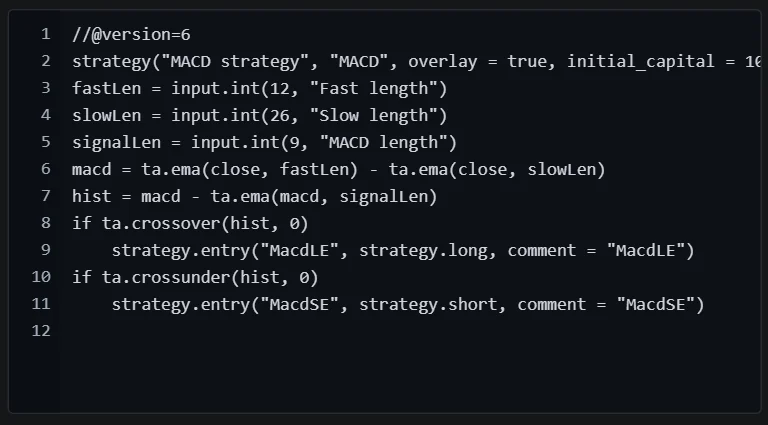 1 //@version=6
2 strategy("MACD strategy", "MACD", overlay = true, initial_capital = 10
3 fastLen = input.int(12, "Fast length")
4 slowLen = input.int(26, "Slow length")
5 signalLen = input.int(9, "MACD length")
6 macd = ta.ema(close, fastLen) - ta.ema(close, slowLen)
7 hist = macd - ta.ema(macd, signalLen)
8 if ta.crossover(hist, 0)
9     strategy.entry("MacdLE", strategy.long, comment = "MacdLE")
10 if ta.crossunder(hist, 0)
11     strategy.entry("MacdSE", strategy.short, comment = "MacdSE")
12